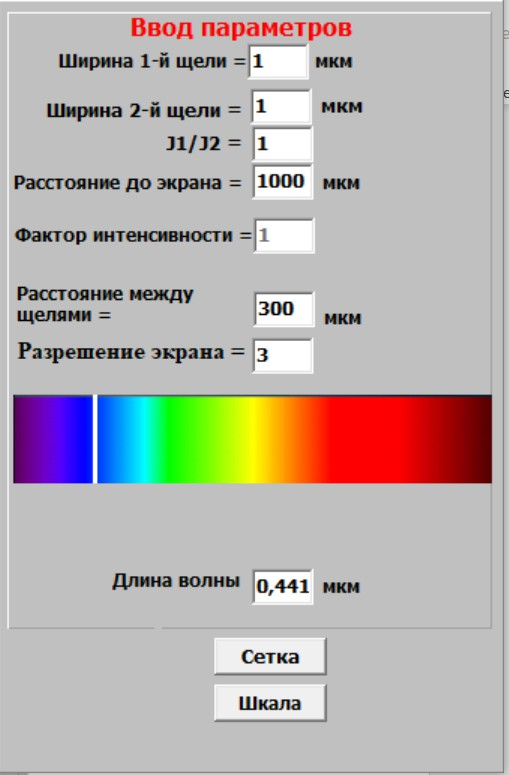 Ввод параметров
Ширина 1-й щели = 1 мкм
Ширина 2-й щели = 1 мкм
J1/J2 = 1
Расстояние до экрана = 1000 мкм
Фактор интенсивности = 1
Расстояние между
щелями = 300 мкм
Разрешение экрана = 3
Длина волны 0,441 мкм
Сетка
Шкала